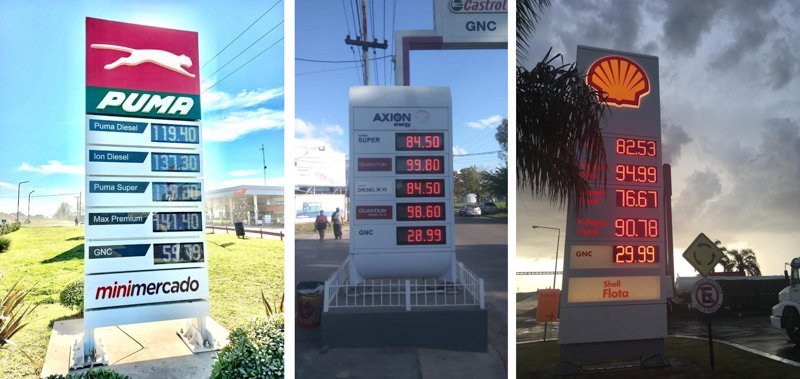 PUMA
Puma Diesel 119.40
Ion Diesel 137.30
Puma Super
Max Premium
GNC 59.79
minimercado
Castrol
GNC
AXION
energy
SUPER 84.50
QUANTIUM 99.80
DIESEL X10 84.50
QUANTIUM 98.60
GNC 28.99
82.53
94.99
76.67
90.78
GNC 29.99
Shell
Flota
E